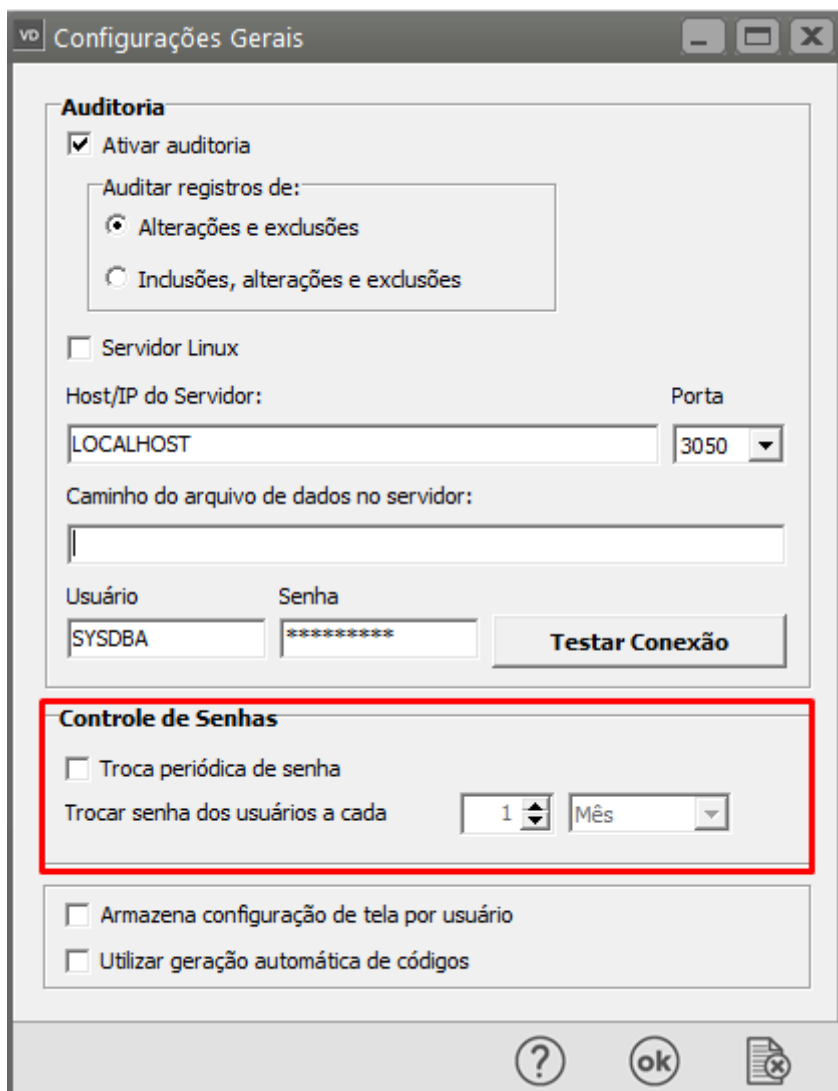 VD Configurações Gerais
Auditoria
Ativar auditoria
Auditar registros de:
Alterações e exclusões
Inclusões, alterações e exclusões
Servidor Linux
Host/IP do Servidor: Porta
LOCALHOST 3050
Caminho do arquivo de dados no servidor:
Usuário Senha
SYSDBA ********* Testar Conexão
Controle de Senhas
Troca periódica de senha
Trocar senha dos usuários a cada 1 Mês
Armazena configuração de tela por usuário
Utilizar geração automática de códigos
? ok